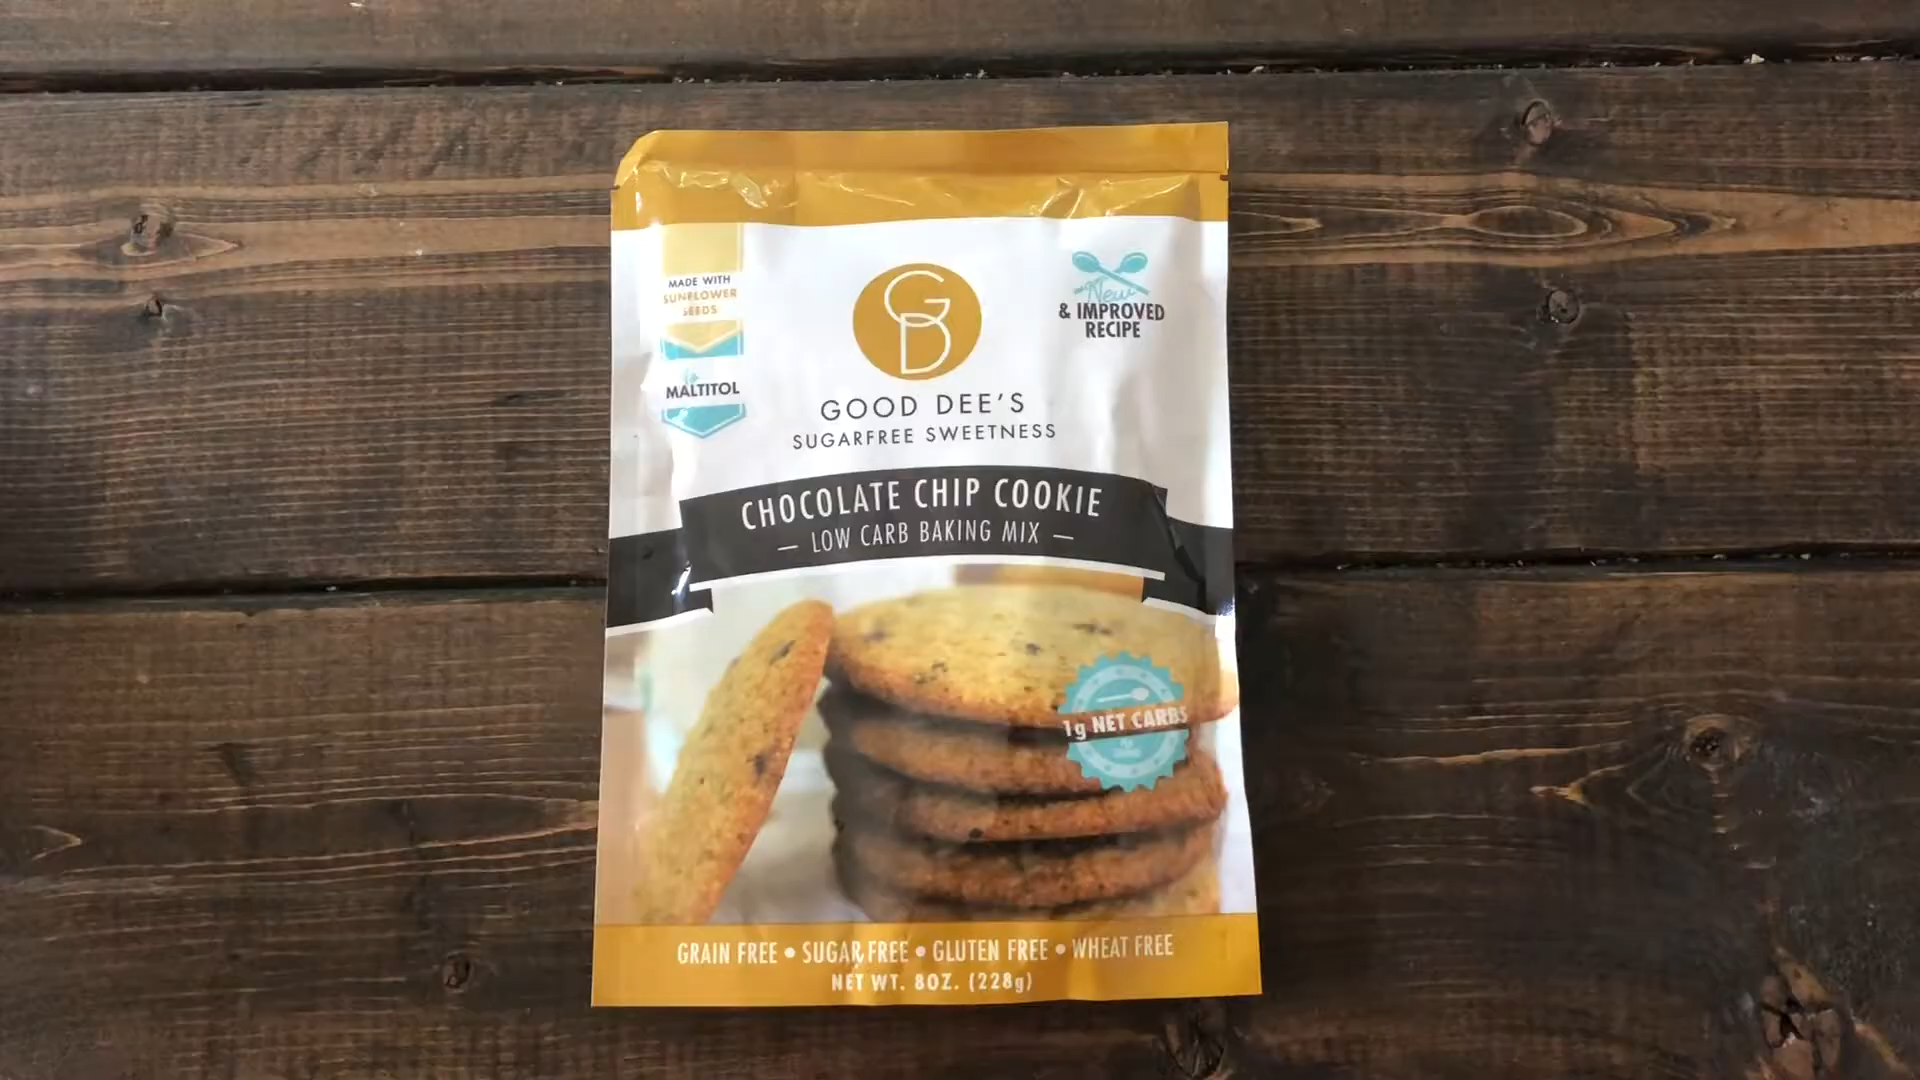 MADE WITH
SUNFLOWER
SEEDS
MALTITOL
GD
GOOD DEE'S
SUGARFREE SWEETNESS
New
& IMPROVED
RECIPE
CHOCOLATE CHIP COOKIE
— LOW CARB BAKING MIX —
1g NET CARBS
GRAIN FREE • SUGAR FREE • GLUTEN FREE • WHEAT FREE
NET WT. 8OZ. (228g)